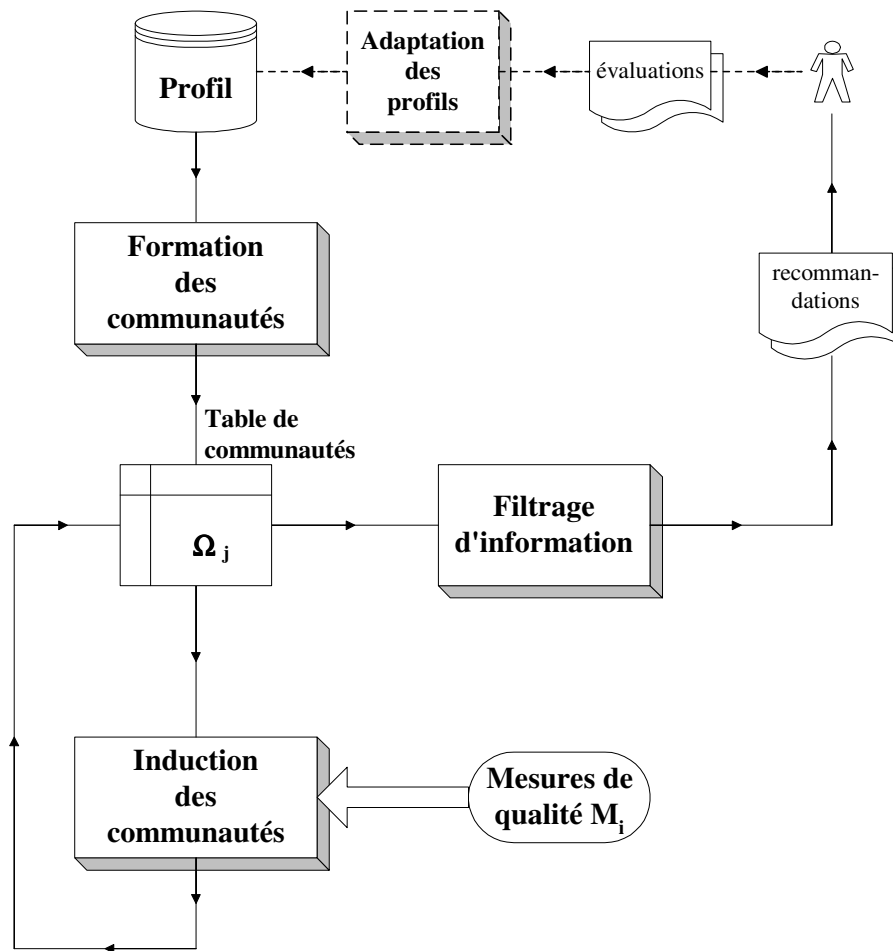 Profil
Adaptation
des
profils
évaluations
Formation
des
communautés
recomman-
dations
Table de
communautés
Ω j
Filtrage
d'information
Induction
des
communautés
Mesures de
qualité Mi